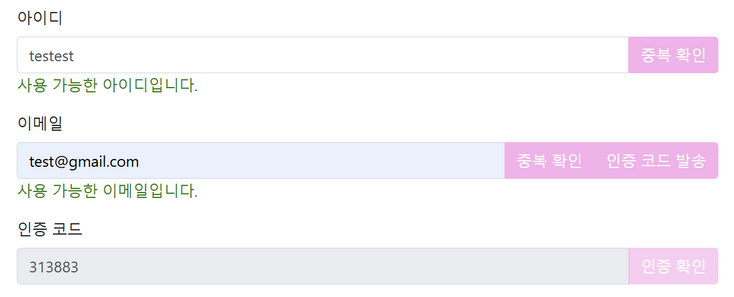 아이디
testest 중복 확인
사용 가능한 아이디입니다.
이메일
test@gmail.com 중복 확인 인증 코드 발송
사용 가능한 이메일입니다.
인증 코드
313883 인증 확인